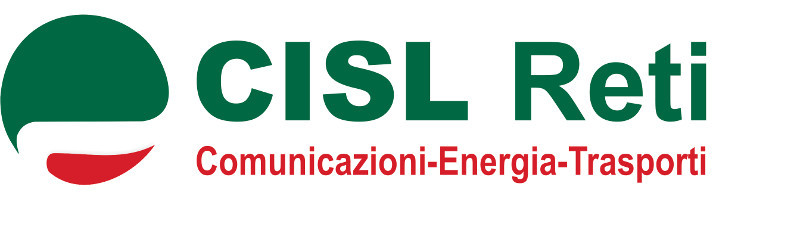 CISL Reti
Comunicazioni-Energia-Trasporti